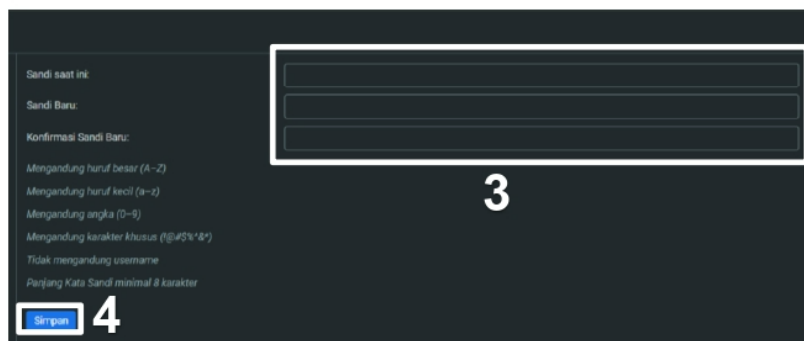 Sandi saat ini:
Sandi Baru:
Konfirmasi Sandi Baru:
Mengandung huruf besar (A–Z)
3
Mengandung huruf kecil (a–z)
Mengandung angka (0–9)
Mengandung karakter khusus (!@#$%^&*)
Tidak mengandung username
Panjang Kata Sandi minimal 8 karakter
Simpan 4